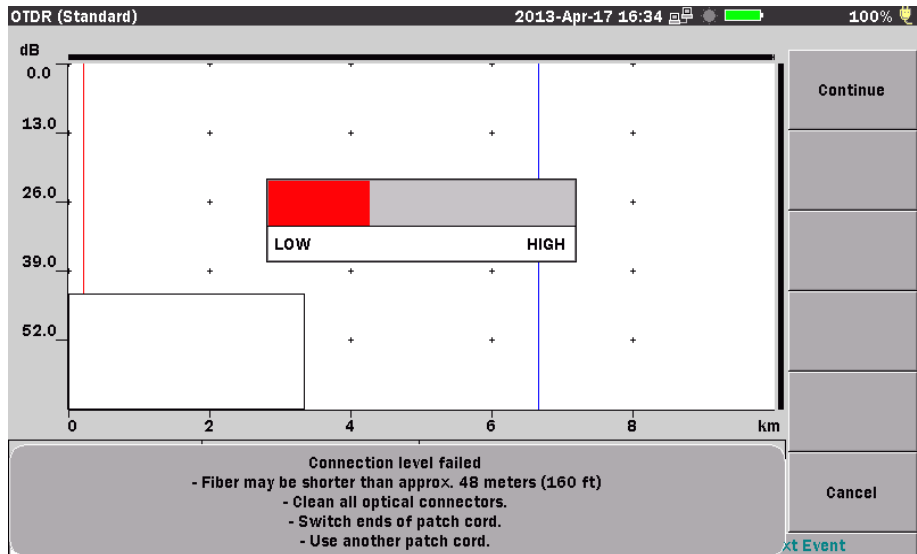 OTDR (Standard) 2013-Apr-17 16:34 100%
dB
0.0
13.0
26.0
39.0
52.0
0 2 4 6 8 km
LOW HIGH
Connection level failed
- Fiber may be shorter than approx. 48 meters (160 ft)
- Clean all optical connectors.
- Switch ends of patch cord.
- Use another patch cord.
Continue
Cancel
xt Event